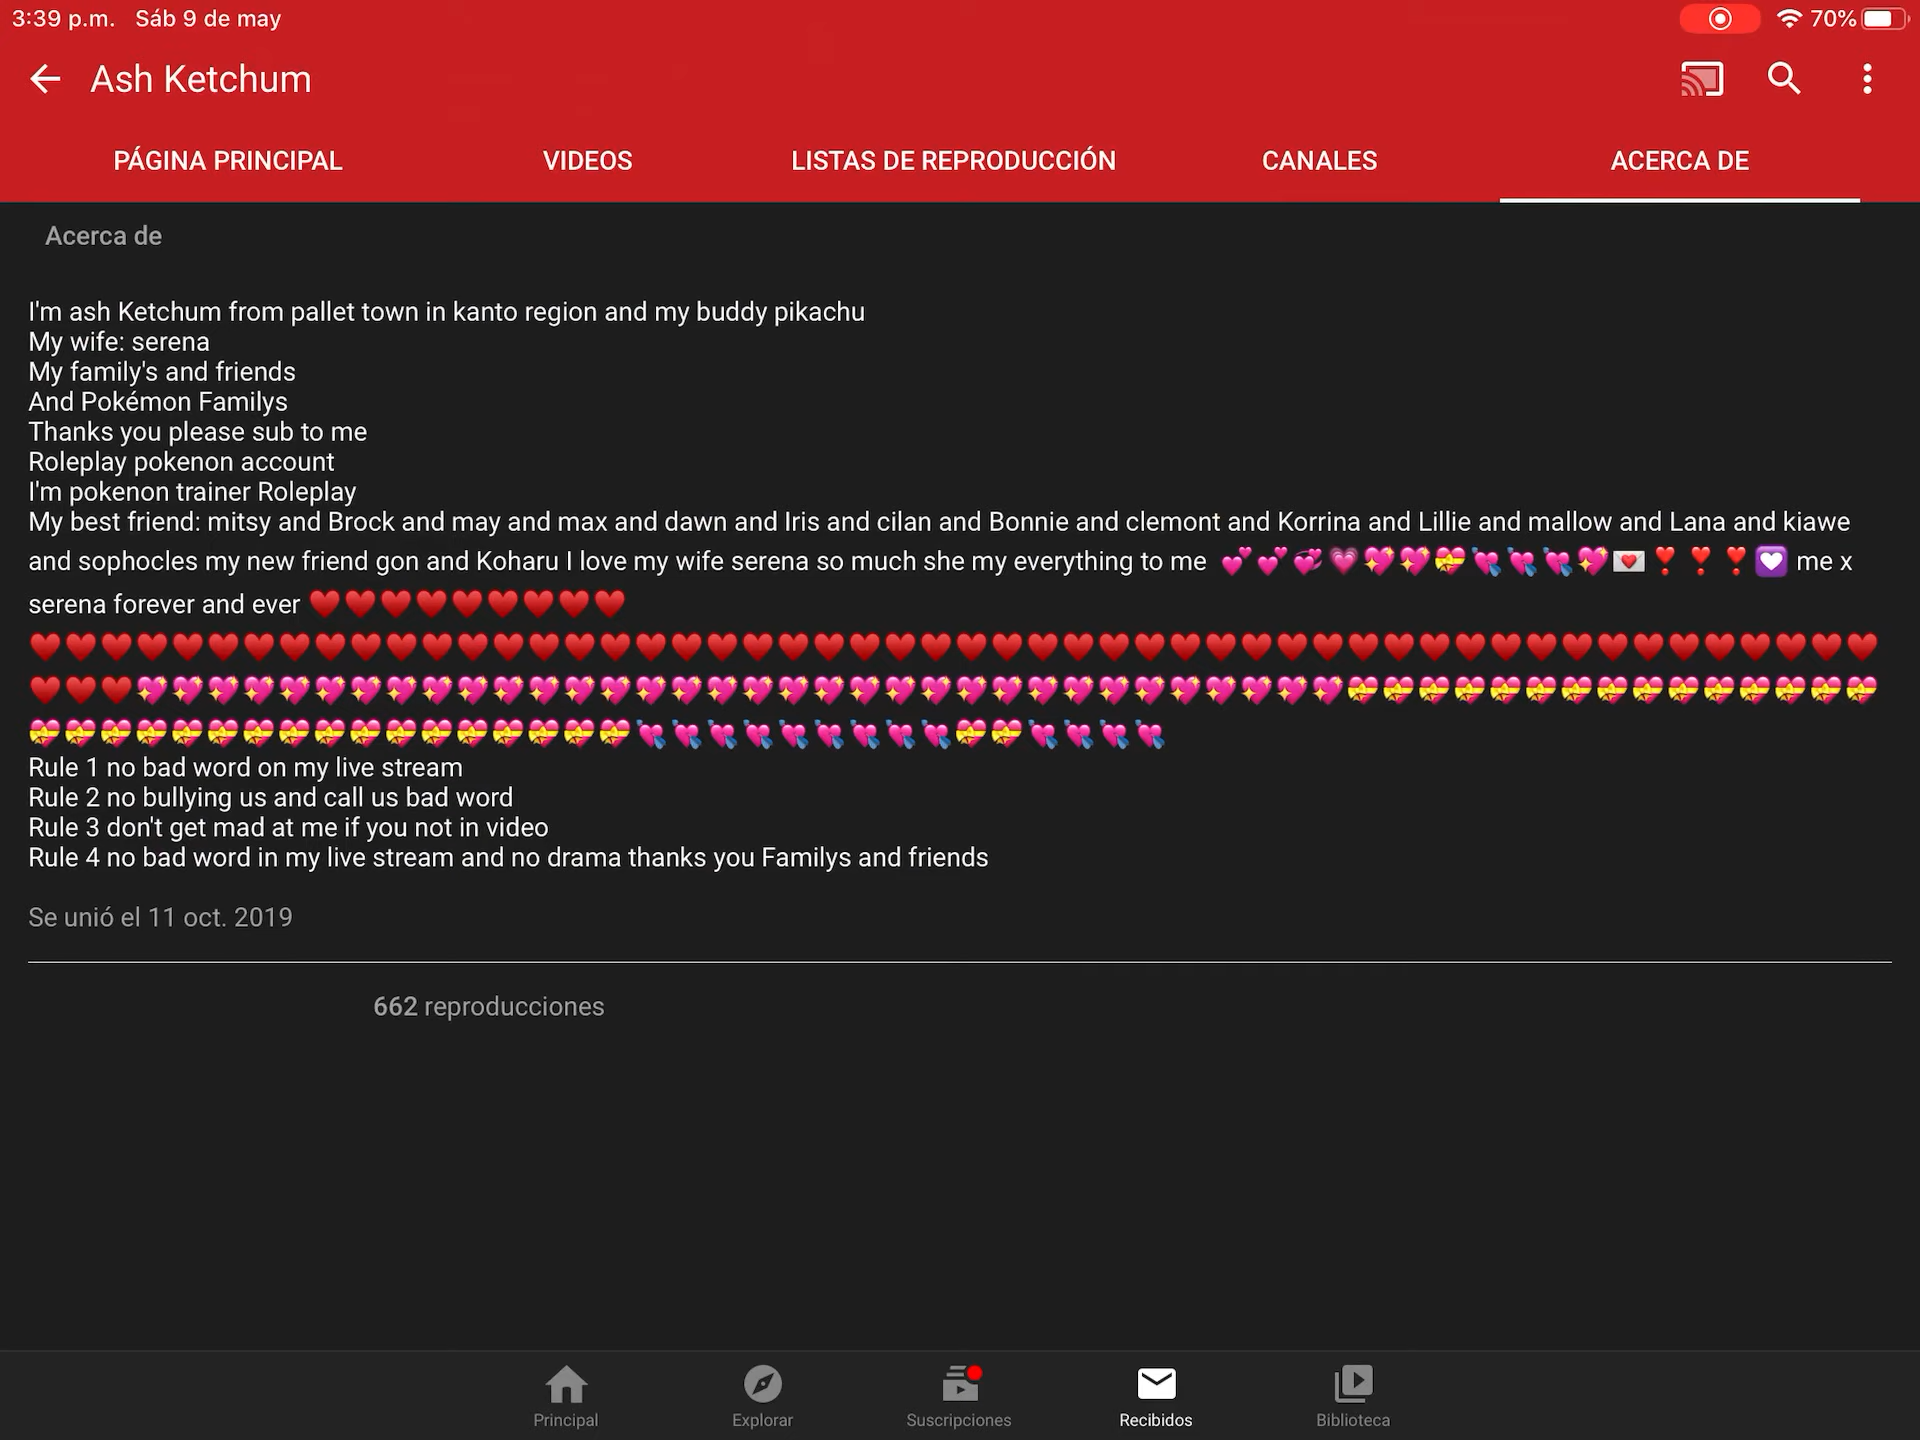 3:39 p.m. Sáb 9 de may 70%
Ash Ketchum
PÁGINA PRINCIPAL VIDEOS LISTAS DE REPRODUCCIÓN CANALES ACERCA DE
Acerca de
I'm ash Ketchum from pallet town in kanto region and my buddy pikachu
My wife: serena
My family's and friends
And Pokémon Familys
Thanks you please sub to me
Roleplay pokenon account
I'm pokenon trainer Roleplay
My best friend: mitsy and Brock and may and max and dawn and Iris and cilan and Bonnie and clemont and Korrina and Lillie and mallow and Lana and kiawe
and sophocles my new friend gon and Koharu I love my wife serena so much she my everything to me 💕💕💞💗💖💖💝💘💘💘💖💌❣️❣️❣️💟 me x
serena forever and ever ❤️❤️❤️❤️❤️❤️❤️❤️❤️
Rule 1 no bad word on my live stream
Rule 2 no bullying us and call us bad word
Rule 3 don't get mad at me if you not in video
Rule 4 no bad word in my live stream and no drama thanks you Familys and friends
Se unió el 11 oct. 2019
662 reproducciones
Principal Explorar Suscripciones Recibidos Biblioteca